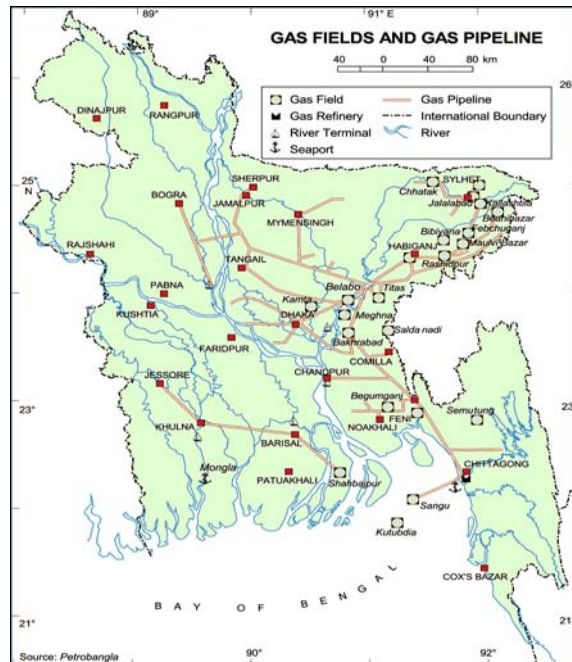 89°
91° E
GAS FIELDS AND GAS PIPELINE
40 0 40 80 km
26°
Gas Field
Gas Refinery
River Terminal
Seaport
Gas Pipeline
International Boundary
River
DINAJPUR
RANGPUR
25°
SHERPUR
JAMALPUR
BOGRA
MYMENSINGH
SYLHET
Chhatak
Jalalabad
Kailashtila
Beanibazar
Febchuganj
Bibiyana
Maulvi Bazar
HABIGANJ
Rashidpur
RAJSHAHI
TANGAIL
PABNA
KUSHTIA
Belabo
Titas
Kamta
Meghna
DHAKA
Salda nadi
Bakhrabad
FARIDPUR
COMILLA
CHANDPUR
JESSORE
23°
23°
Begumganj
FENI
Semutung
NOAKHALI
KHULNA
BARISAL
Mongla
PATUAKHALI
Shahbajpur
CHITTAGONG
Sangu
Kutubdia
COX'S BAZAR
BAY OF BENGAL
21°
21°
Source: Petrobangla
90°
92°